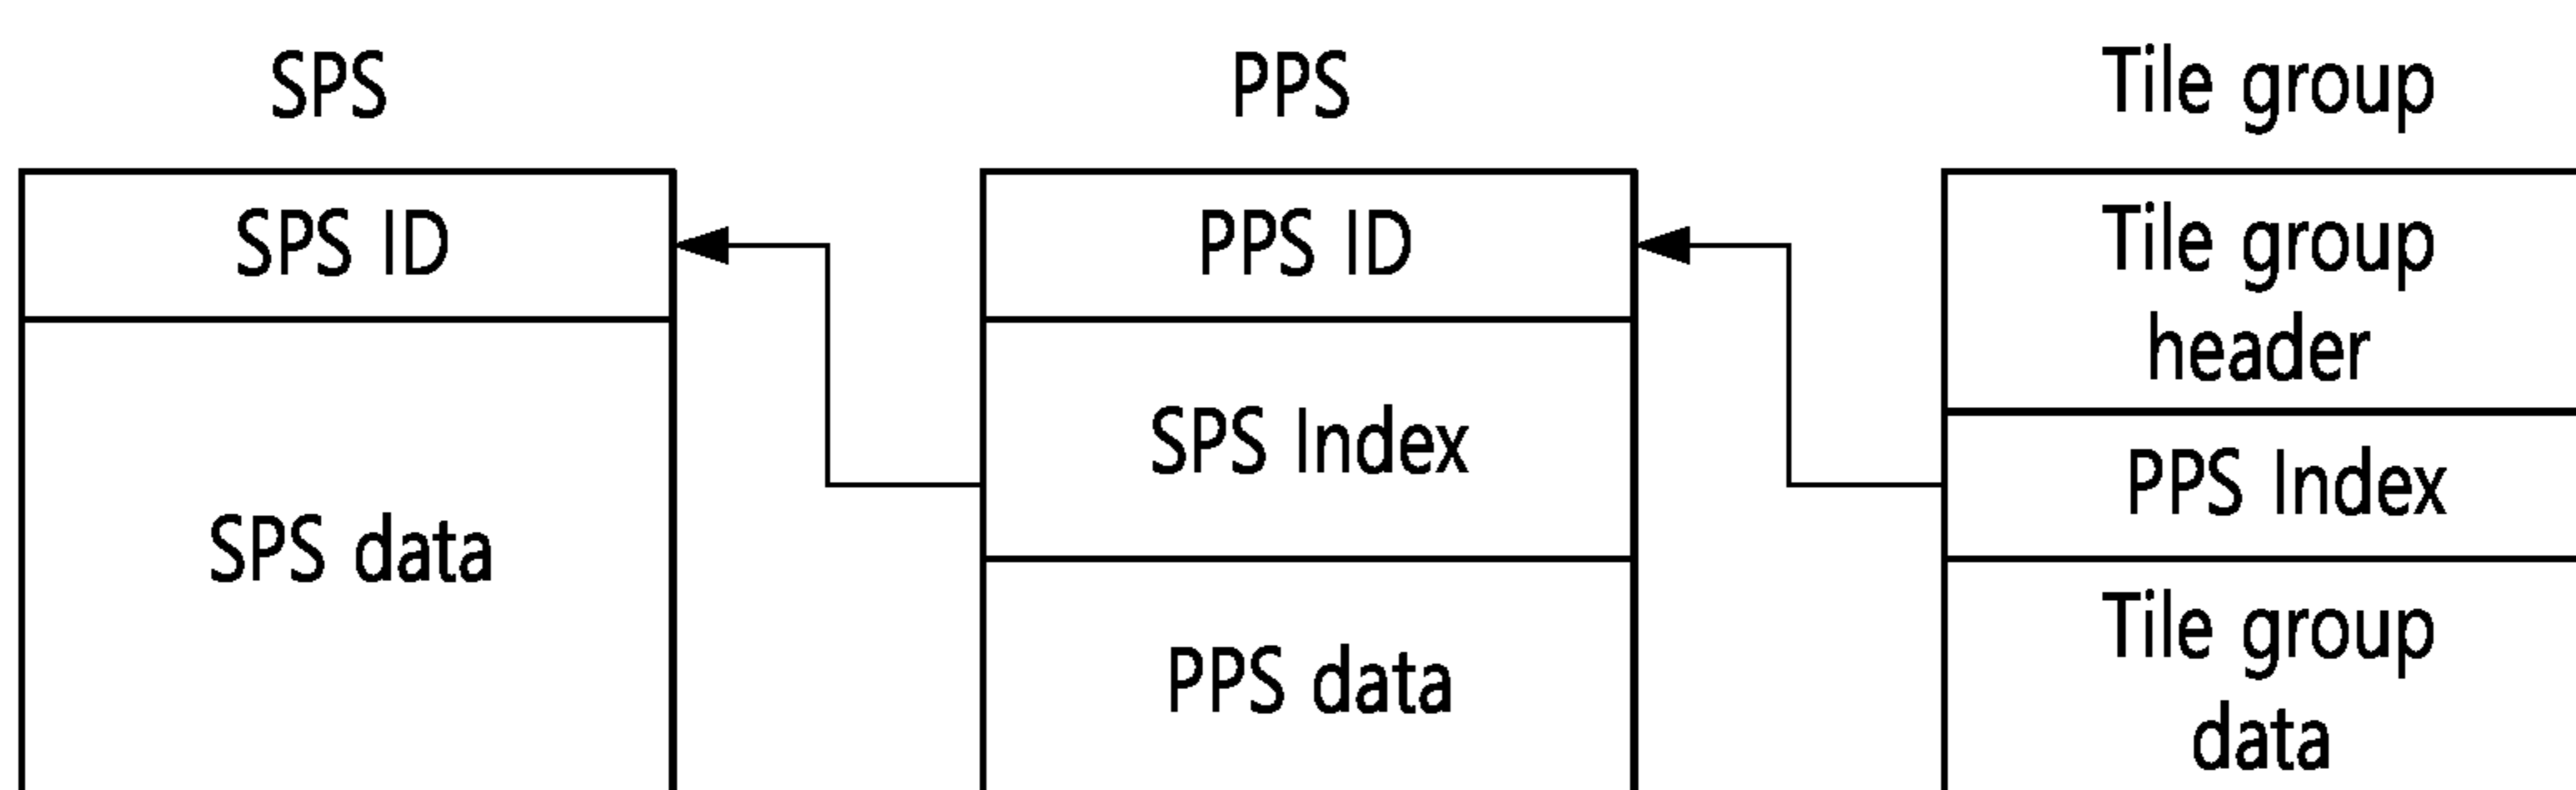 SPS
SPS ID
SPS data
PPS
PPS ID
SPS Index
PPS data
Tile group
Tile group
header
PPS Index
Tile group
data